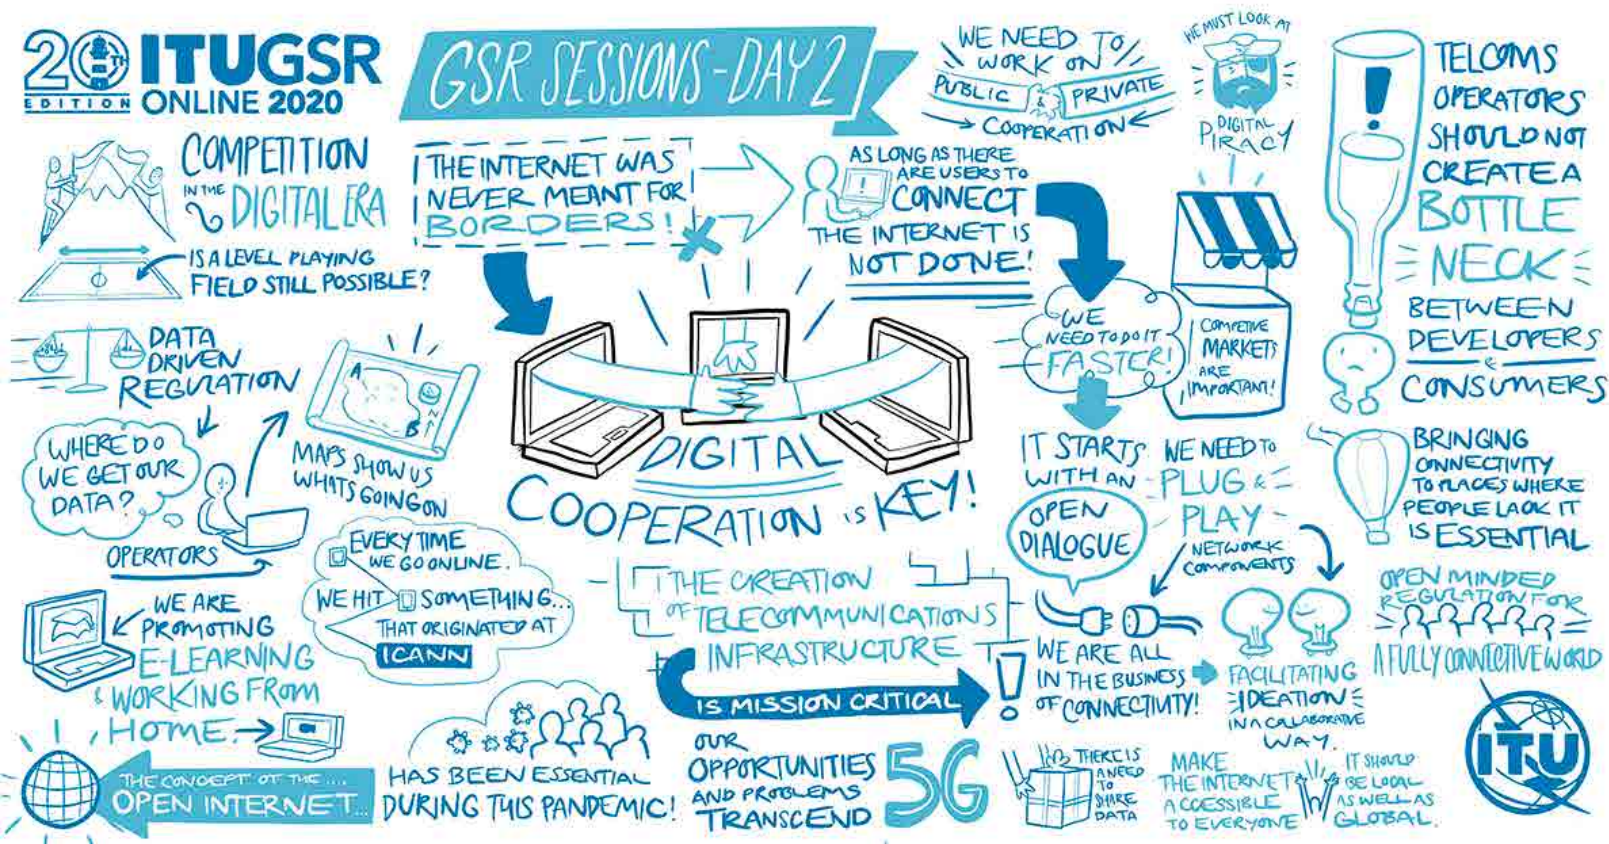 20TH
EDITION
ITUGSR
ONLINE 2020
GSR SESSIONS - DAY 2
WE NEED TO
WORK ON
PUBLIC & PRIVATE
COOPERATION
WE MUST LOOK AT
DIGITAL
PIRACY
COMPETITION
IN THE
DIGITAL ERA
IS A LEVEL PLAYING
FIELD STILL POSSIBLE?
THE INTERNET WAS
NEVER MEANT FOR
BORDERS!
AS LONG AS THERE
ARE USERS TO
CONNECT
THE INTERNET IS
NOT DONE!
WE
NEED TO DO IT
FASTER!
COMPETIVE
MARKETS
ARE
IMPORTANT!
TELCOMS
OPERATORS
SHOULD NOT
CREATE A
BOTTLE
NECK
BETWEEN
DEVELOPERS
&
CONSUMERS
DATA
DRIVEN
REGULATION
WHERE DO
WE GET OUR
DATA?
OPERATORS
A
B
N
MAPS SHOW US
WHATS GOING ON
DIGITAL
COOPERATION IS KEY!
IT STARTS
WITH AN
OPEN
DIALOGUE
WE NEED TO
PLUG &
PLAY
NETWORK
COMPONENTS
BRINGING
CONNECTIVITY
TO PLACES WHERE
PEOPLE LACK IT
IS ESSENTIAL
EVERY TIME
WE GO ONLINE.
WE HIT SOMETHING...
THAT ORIGINATED AT
ICANN
WE ARE
PROMOTING
E-LEARNING
& WORKING FROM
HOME.
THE CREATION
OF TELECOMMUNICATIONS
INFRASTRUCTURE
IS MISSION CRITICAL
WE ARE ALL
IN THE BUSINESS
OF CONNECTIVITY!
FACILITATING
IDEATION
IN A COLLABORATIVE
WAY.
OPEN MINDED
REGULATION FOR
A FULLY CONNECTIVE WORLD
THE CONCEPT OF THE ....
OPEN INTERNET...
HAS BEEN ESSENTIAL
DURING THIS PANDEMIC!
OUR
OPPORTUNITIES
AND PROBLEMS
TRANSCEND
5G
THERE IS
A NEED
TO
SHARE
DATA
MAKE
THE INTERNET
ACCESSIBLE
TO EVERYONE
IT SHOULD
BE LOCAL
AS WELL AS
GLOBAL.
ITU